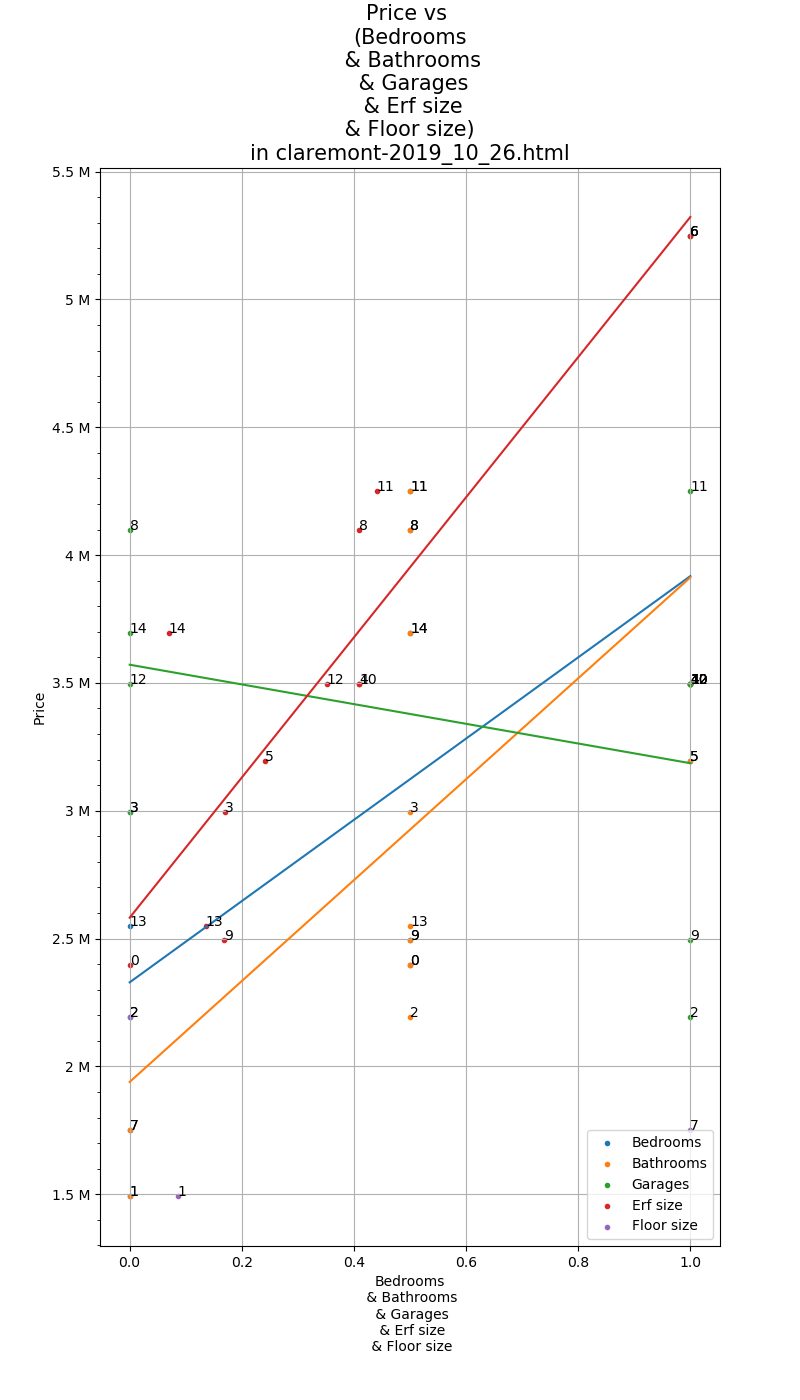 Price vs
(Bedrooms
& Bathrooms
& Garages
& Erf size
& Floor size)
in claremont-2019_10_26.html
5.5 M
6
5 M
4.5 M
11
11
11
8
8
8
4 M
14
14
14
3.5 M
12
12
10
5
5
3 M
3
3
3
13
13
13
2.5 M
9
9
9
0
0
2
2
2
2 M
7
7
1.5 M
1
1
Price
Bedrooms
Bathrooms
Garages
Erf size
Floor size
0.0 0.2 0.4 0.6 0.8 1.0
Bedrooms
& Bathrooms
& Garages
& Erf size
& Floor size